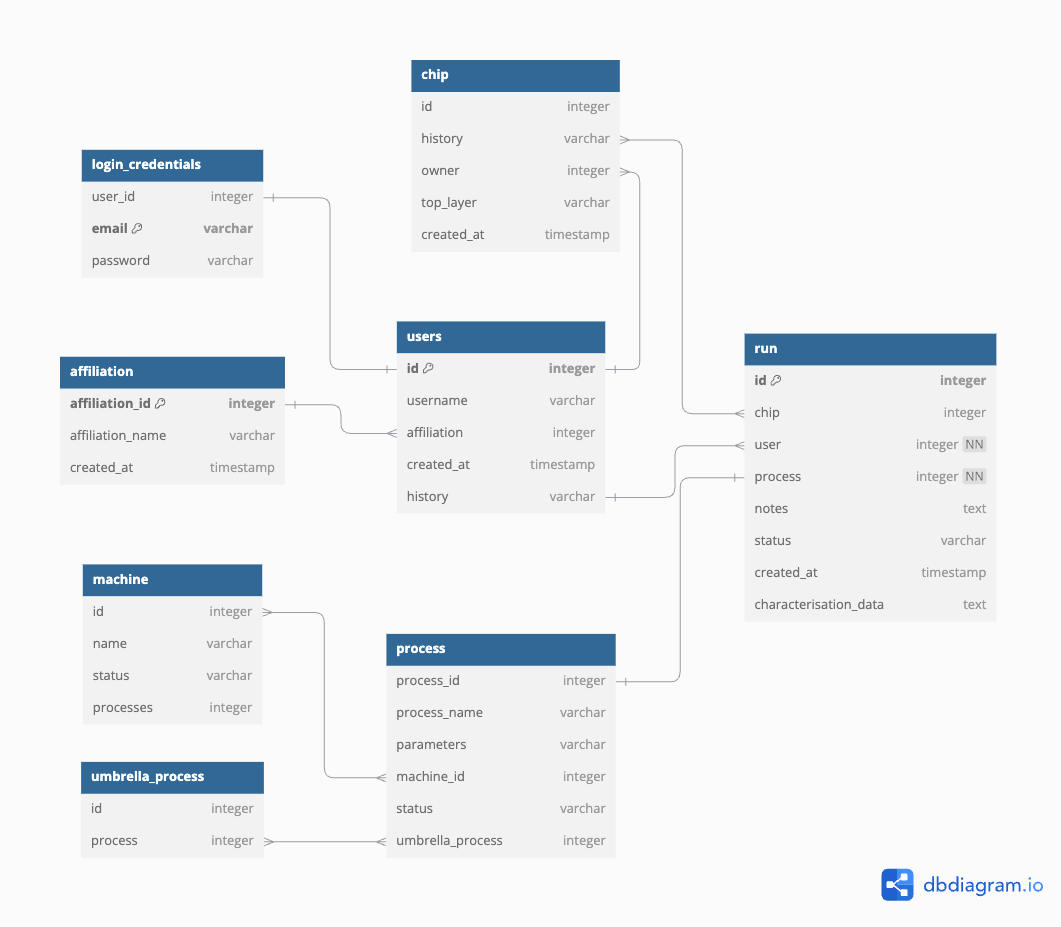 chip
id integer
history varchar
owner integer
top_layer varchar
created_at timestamp
login_credentials
user_id integer
email varchar
password varchar
users
id integer
username varchar
affiliation integer
created_at timestamp
history varchar
affiliation
affiliation_id integer
affiliation_name varchar
created_at timestamp
run
id integer
chip integer
user integer NN
process integer NN
notes text
status varchar
created_at timestamp
characterisation_data text
machine
id integer
name varchar
status varchar
processes integer
process
process_id integer
process_name varchar
parameters varchar
machine_id integer
status varchar
umbrella_process integer
umbrella_process
id integer
process integer
dbdiagram.io